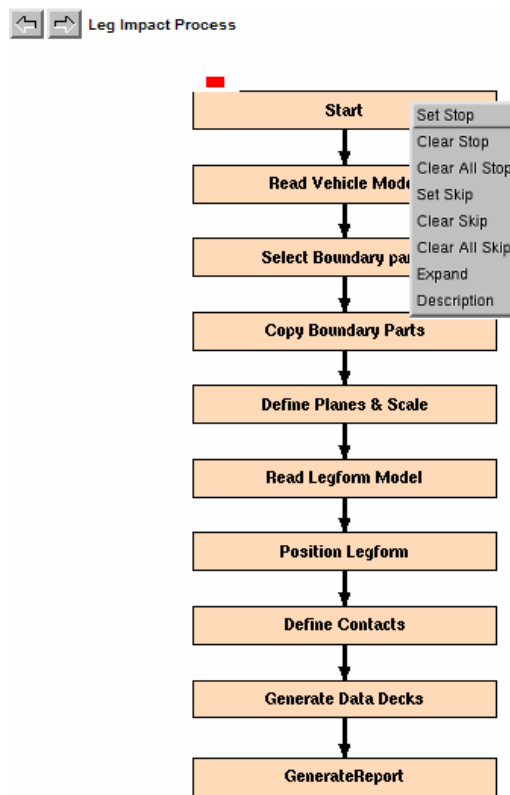 Leg Impact Process
Start
Set Stop
Clear Stop
Clear All Stop
Read Vehicle Mode
Set Skip
Clear Skip
Select Boundary par
Clear All Skip
Expand
Description
Copy Boundary Parts
Define Planes & Scale
Read Legform Model
Position Legform
Define Contacts
Generate Data Decks
GenerateReport